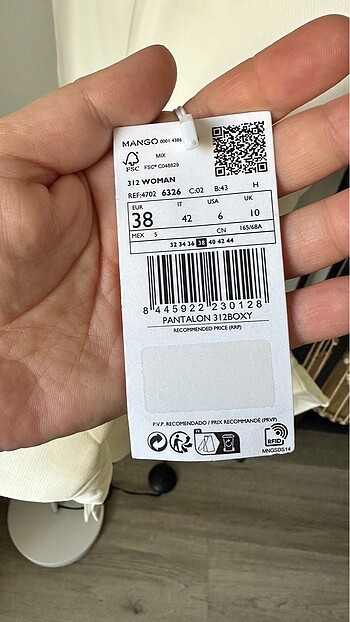 MANGO 0001 4386
MIX
FSC FSC® C048829
312 WOMAN
REF:4702 6326 C:02 B:43 H
EUR IT USA UK
38 42 6 10
MEX 5 CN 165/68A
32 34 36 38 40 42 44
8 445922 230128
PANTALON 312BOXY
RECOMMENDED PRICE (RRP)
P.V.P. RECOMENDADO / PRIX RECOMMANDÉ (PRVP)
RFID
MNGSDS14